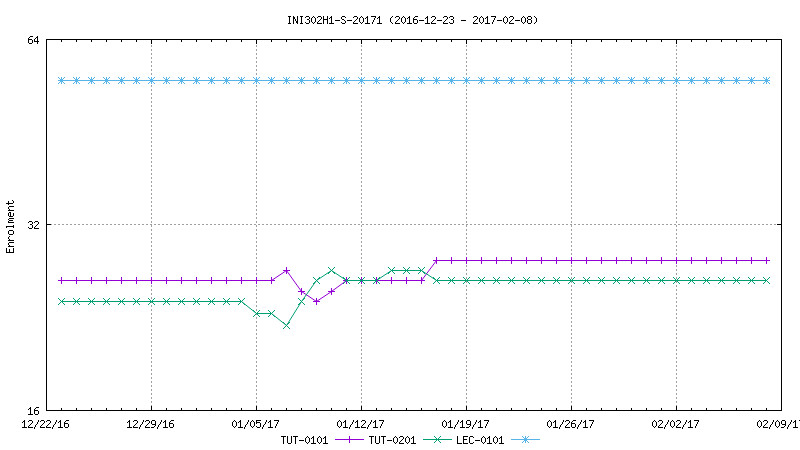 INI302H1-S-20171 (2016-12-23 - 2017-02-08)
64
Enrolment
32
16
12/22/16 12/29/16 01/05/17 01/12/17 01/19/17 01/26/17 02/02/17 02/09/1
TUT-0101 TUT-0201 LEC-0101